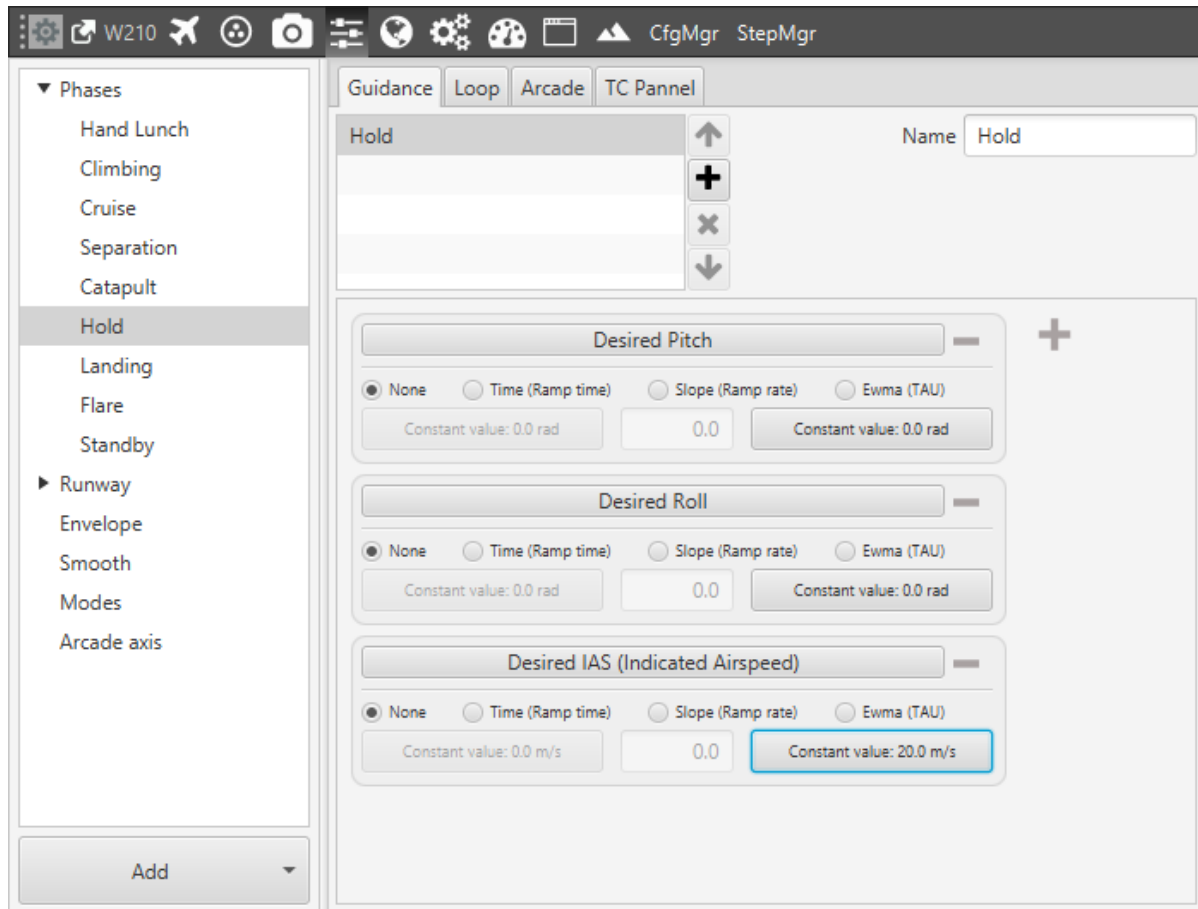 W210 CfgMgr StepMgr
Phases
Hand Lunch
Climbing
Cruise
Separation
Catapult
Hold
Landing
Flare
Standby
Runway
Envelope
Smooth
Modes
Arcade axis
Add
Guidance Loop Arcade TC Pannel
Hold
Name Hold
Desired Pitch
None Time (Ramp time) Slope (Ramp rate) Ewma (TAU)
Constant value: 0.0 rad 0.0 Constant value: 0.0 rad
Desired Roll
None Time (Ramp time) Slope (Ramp rate) Ewma (TAU)
Constant value: 0.0 rad 0.0 Constant value: 0.0 rad
Desired IAS (Indicated Airspeed)
None Time (Ramp time) Slope (Ramp rate) Ewma (TAU)
Constant value: 0.0 m/s 0.0 Constant value: 20.0 m/s